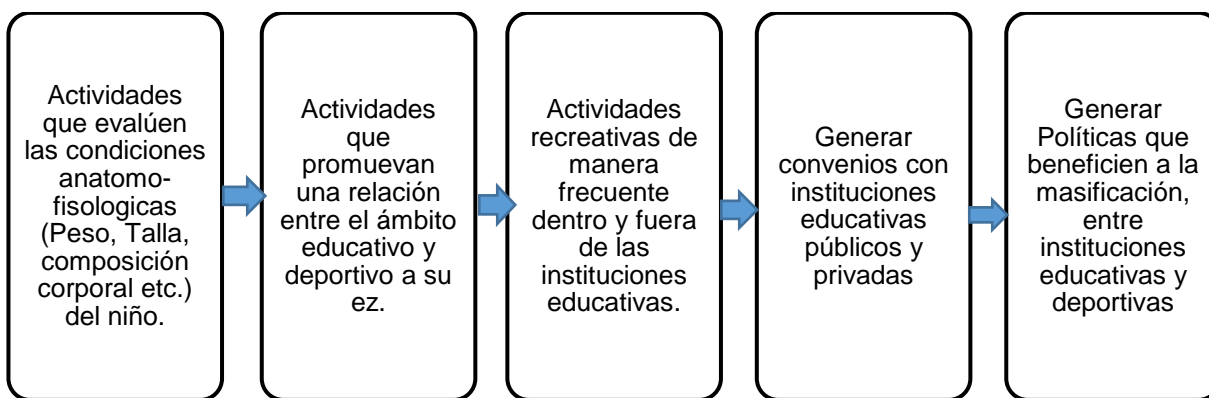 Actividades
que evalúen
las condiciones
anatomo-
fisologicas
(Peso, Talla,
composición
corporal etc.)
del niño.
Actividades
que
promuevan
una relación
entre el ámbito
educativo y
deportivo a su
ez.
Actividades
recreativas de
manera
frecuente
dentro y fuera
de las
instituciones
educativas.
Generar
convenios con
instituciones
educativas
públicos y
privadas
Generar
Políticas que
beneficien a la
masificación,
entre
instituciones
educativas y
deportivas